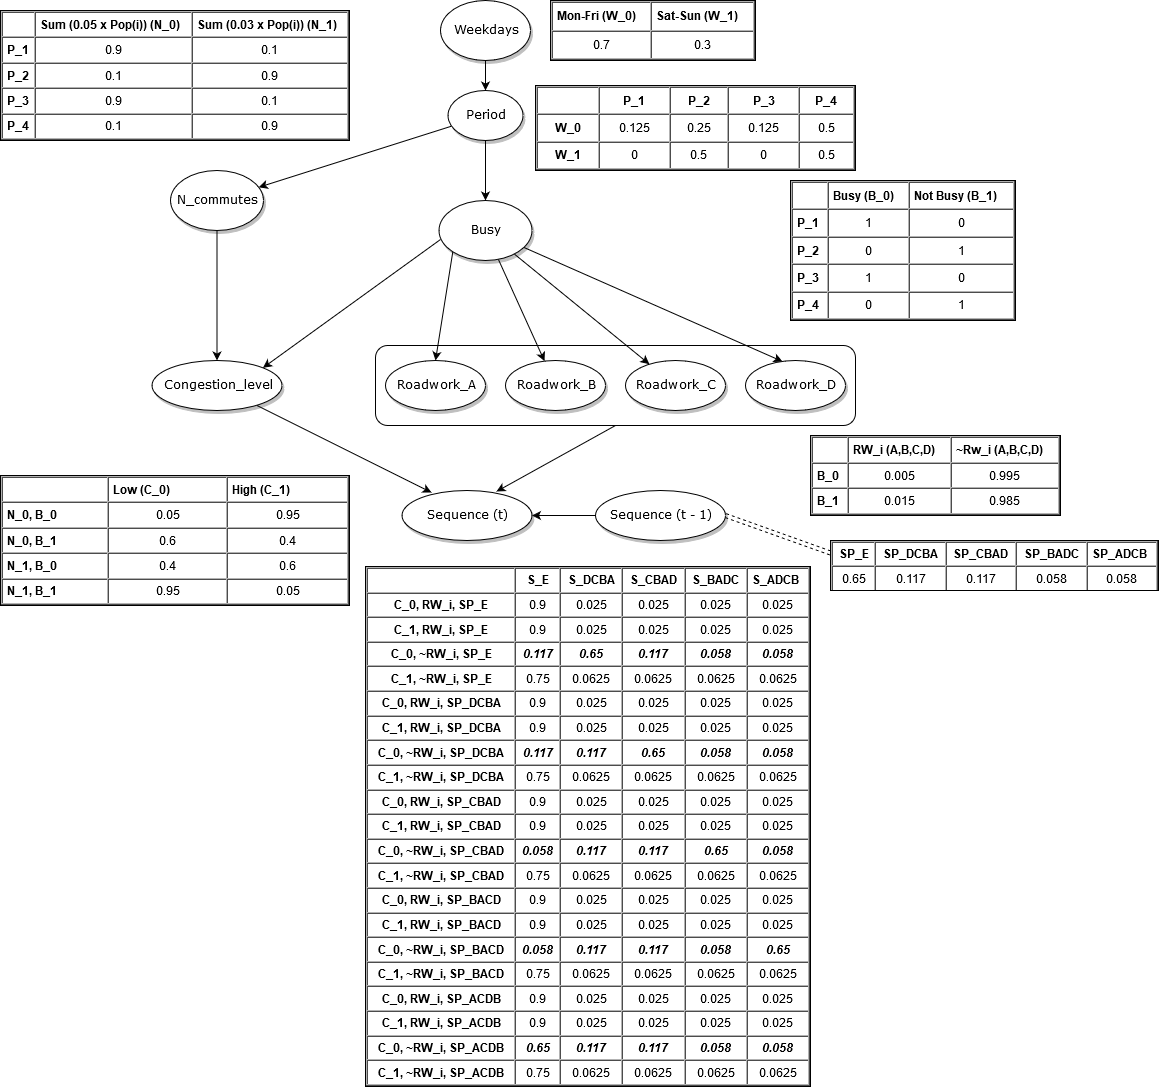 Sum (0.05 x Pop(i)) (N_0) Sum (0.03 x Pop(i)) (N_1)
P_1 0.9 0.1
P_2 0.1 0.9
P_3 0.9 0.1
P_4 0.1 0.9
Weekdays
Mon-Fri (W_0) Sat-Sun (W_1)
0.7 0.3
Period
P_1 P_2 P_3 P_4
W_0 0.125 0.25 0.125 0.5
W_1 0 0.5 0 0.5
N_commutes
Busy
Busy (B_0) Not Busy (B_1)
P_1 1 0
P_2 0 1
P_3 1 0
P_4 0 1
Congestion_level
Roadwork_A
Roadwork_B
Roadwork_C
Roadwork_D
RW_i (A,B,C,D) ~Rw_i (A,B,C,D)
B_0 0.005 0.995
B_1 0.015 0.985
Low (C_0) High (C_1)
N_0, B_0 0.05 0.95
N_0, B_1 0.6 0.4
N_1, B_0 0.4 0.6
N_1, B_1 0.95 0.05
Sequence (t)
Sequence (t - 1)
SP_E SP_DCBA SP_CBAD SP_BADC SP_ADCB
0.65 0.117 0.117 0.058 0.058
S_E S_DCBA S_CBAD S_BADC S_ADCB
C_0, RW_i, SP_E 0.9 0.025 0.025 0.025 0.025
C_1, RW_i, SP_E 0.9 0.025 0.025 0.025 0.025
C_0, ~RW_i, SP_E 0.117 0.65 0.117 0.058 0.058
C_1, ~RW_i, SP_E 0.75 0.0625 0.0625 0.0625 0.0625
C_0, RW_i, SP_DCBA 0.9 0.025 0.025 0.025 0.025
C_1, RW_i, SP_DCBA 0.9 0.025 0.025 0.025 0.025
C_0, ~RW_i, SP_DCBA 0.117 0.117 0.65 0.058 0.058
C_1, ~RW_i, SP_DCBA 0.75 0.0625 0.0625 0.0625 0.0625
C_0, RW_i, SP_CBAD 0.9 0.025 0.025 0.025 0.025
C_1, RW_i, SP_CBAD 0.9 0.025 0.025 0.025 0.025
C_0, ~RW_i, SP_CBAD 0.058 0.117 0.117 0.65 0.058
C_1, ~RW_i, SP_CBAD 0.75 0.0625 0.0625 0.0625 0.0625
C_0, RW_i, SP_BACD 0.9 0.025 0.025 0.025 0.025
C_1, RW_i, SP_BACD 0.9 0.025 0.025 0.025 0.025
C_0, ~RW_i, SP_BACD 0.058 0.117 0.117 0.058 0.65
C_1, ~RW_i, SP_BACD 0.75 0.0625 0.0625 0.0625 0.0625
C_0, RW_i, SP_ACDB 0.9 0.025 0.025 0.025 0.025
C_1, RW_i, SP_ACDB 0.9 0.025 0.025 0.025 0.025
C_0, ~RW_i, SP_ACDB 0.65 0.117 0.117 0.058 0.058
C_1, ~RW_i, SP_ACDB 0.75 0.0625 0.0625 0.0625 0.0625